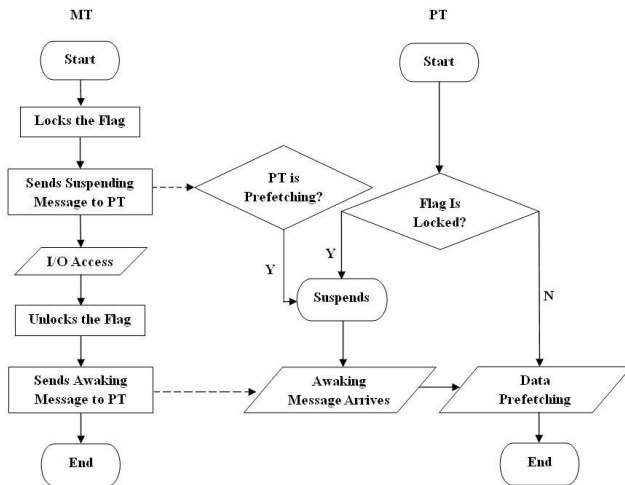 MT
PT
Start
Start
Locks the Flag
Sends Suspending
Message to PT
PT is
Prefetching?
Flag Is
Locked?
I/O Access
Y
Y
N
Suspends
Unlocks the Flag
Sends Awaking
Message to PT
Awaking
Message Arrives
Data
Prefetching
End
End